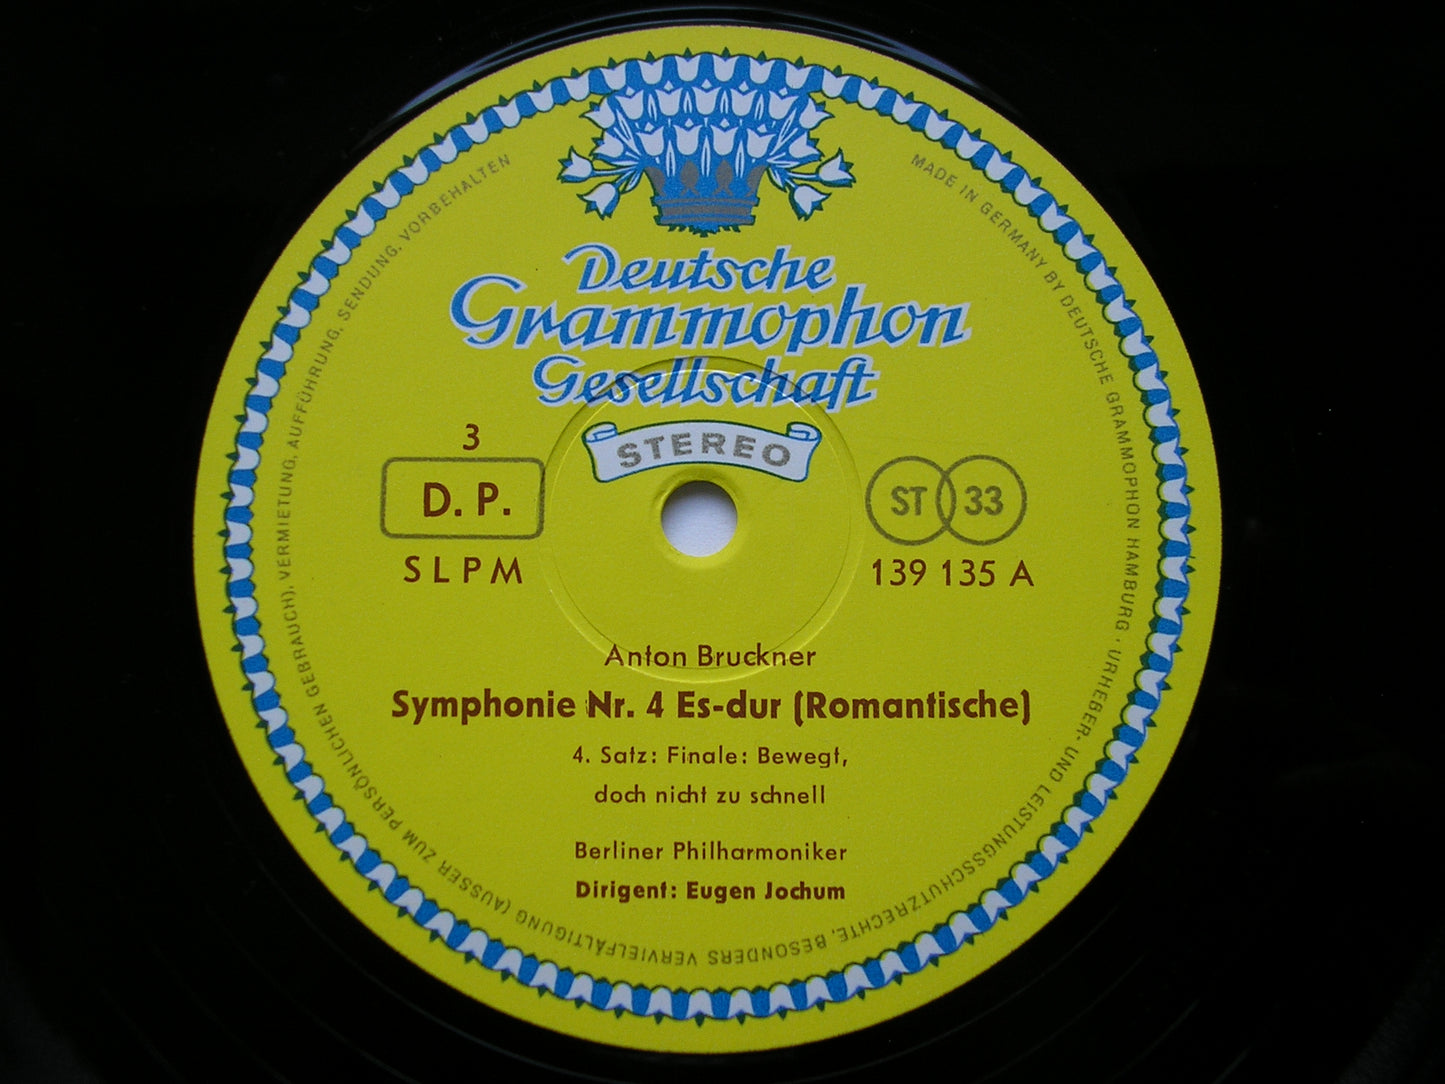 Deutsche
Grammophon
Gesellschaft
STEREO
3
D. P.
SLPM
ST 33
139 135 A
Anton Bruckner
Symphonie Nr. 4 Es-dur (Romantische)
4. Satz: Finale: Bewegt,
doch nicht zu schnell
Berliner Philharmoniker
Dirigent: Eugen Jochum
MADE IN GERMANY BY DEUTSCHE GRAMMOPHON HAMBURG · URHEBER- UND LEISTUNGSSCHUTZRECHTE, BESONDERS VERVIELFÄLTIGUNG (AUSSER ZUM PERSÖNLICHEN GEBRAUCH), VERMIETUNG, AUFFÜHRUNG, SENDUNG, VORBEHALTEN